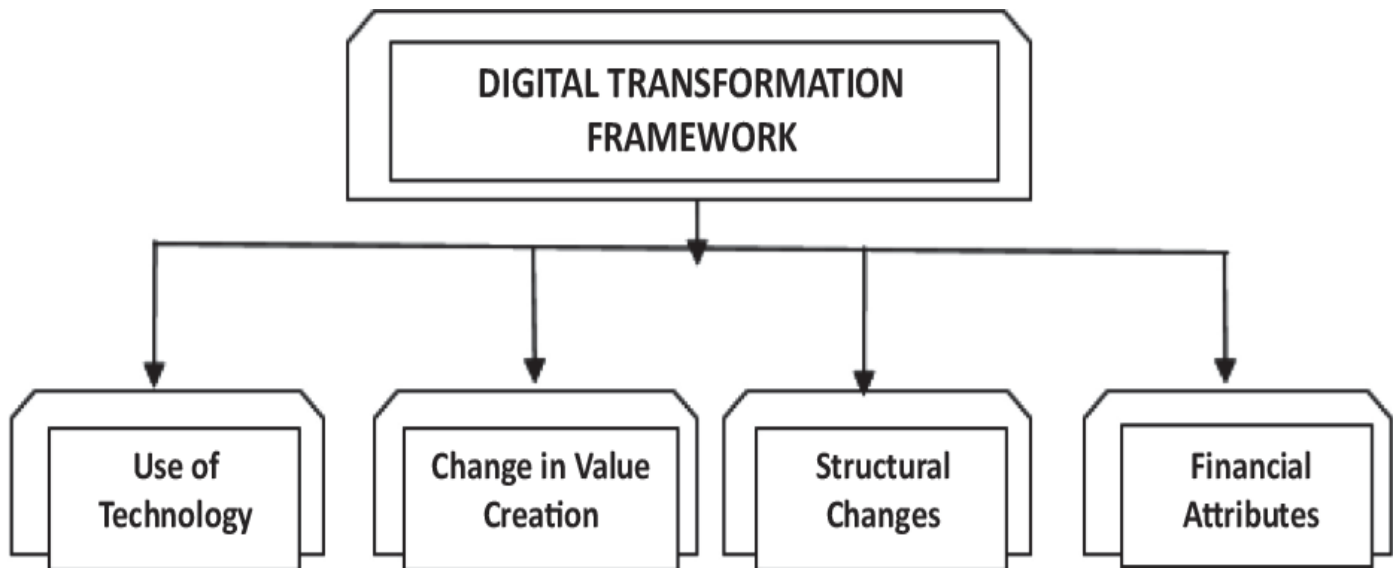 DIGITAL TRANSFORMATION
FRAMEWORK
Use of
Technology
Change in Value
Creation
Structural
Changes
Financial
Attributes